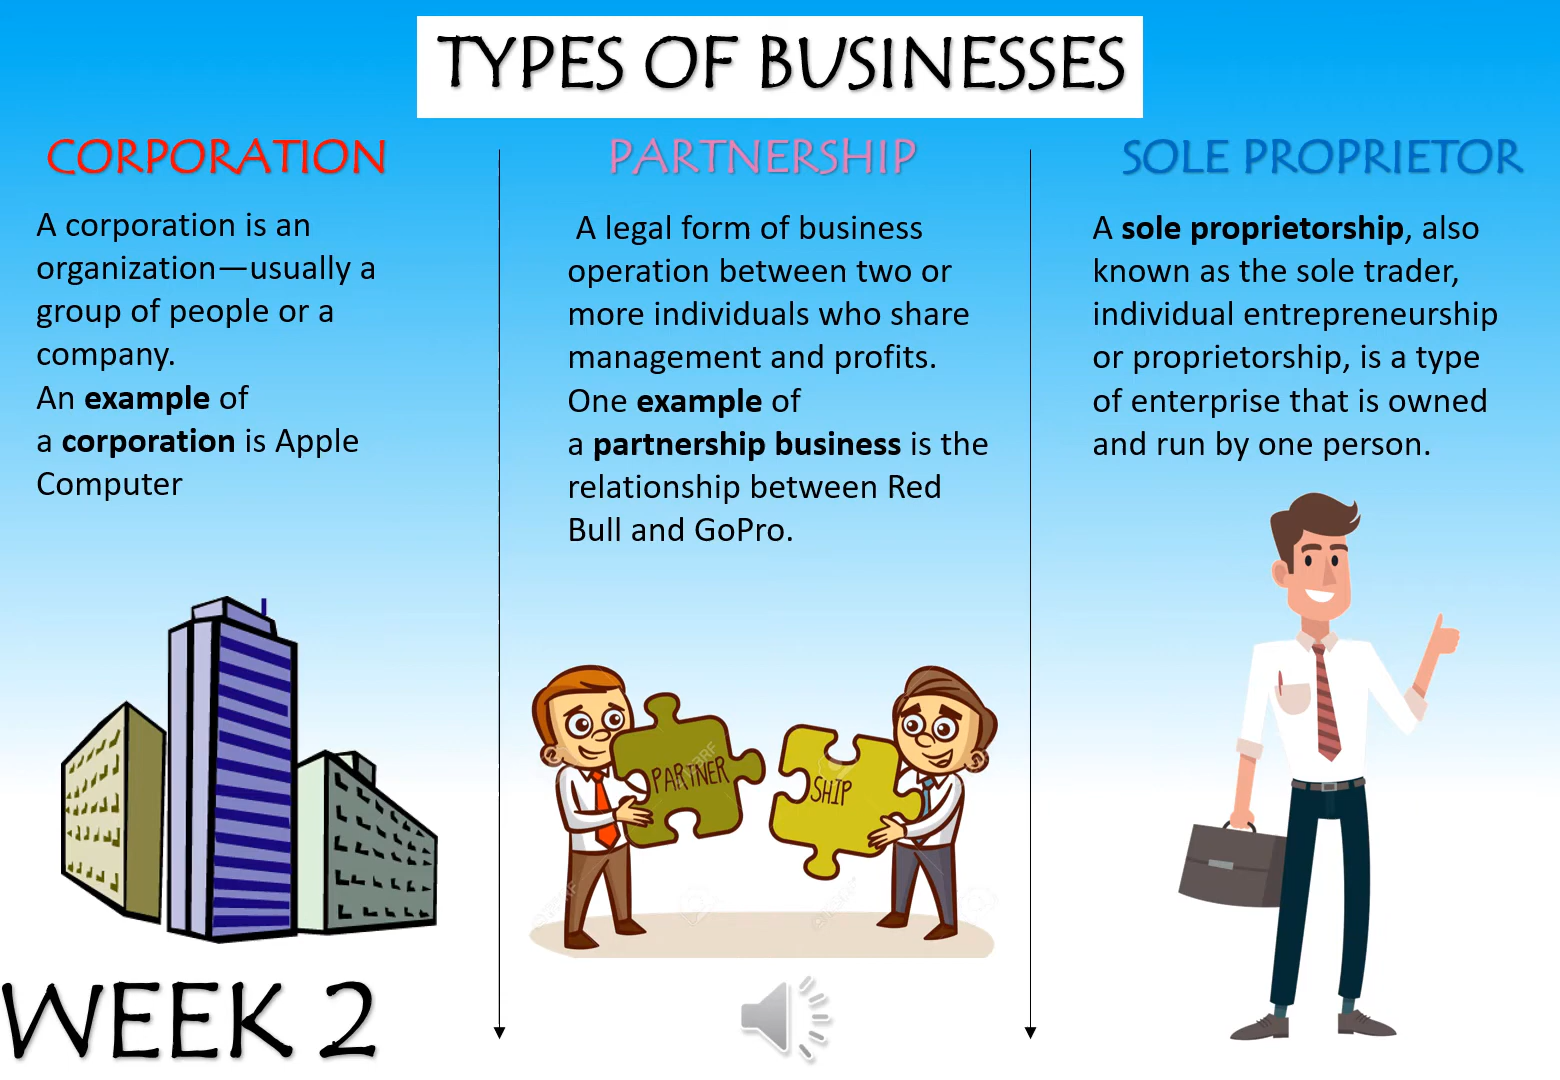 TYPES OF BUSINESSES
CORPORATION
A corporation is an
organization—usually a
group of people or a
company.
An example of
a corporation is Apple
Computer
PARTNERSHIP
A legal form of business
operation between two or
more individuals who share
management and profits.
One example of
a partnership business is the
relationship between Red
Bull and GoPro.
PARTNER
SHIP
SOLE PROPRIETOR
A sole proprietorship, also
known as the sole trader,
individual entrepreneurship
or proprietorship, is a type
of enterprise that is owned
and run by one person.
WEEK 2